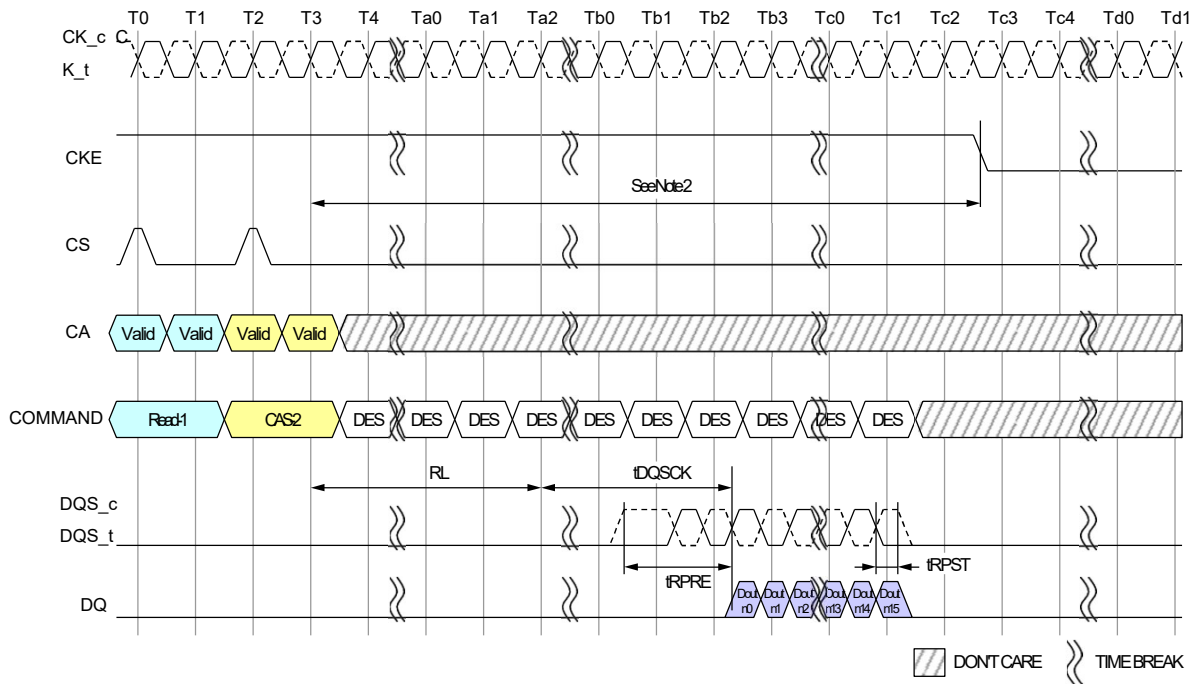 T0 T1 T2 T3 T4 Ta0 Ta1 Ta2 Tb0 Tb1 Tb2 Tb3 Tc0 Tc1 Tc2 Tc3 Tc4 Td0 Td1
CK_c C
K_t
CKE
SeeNote2
CS
CA Valid Valid Valid Valid
COMMAND Read-1 CAS-2 DES DES DES DES DES DES DES DES DES DES
RL tDQSCK
DQS_c
DQS_t
tRPRE tRPST
DQ Dout n0 Dout n1 Dout n2 Dout n13 Dout n14 Dout n15
DON'T CARE TIME BREAK